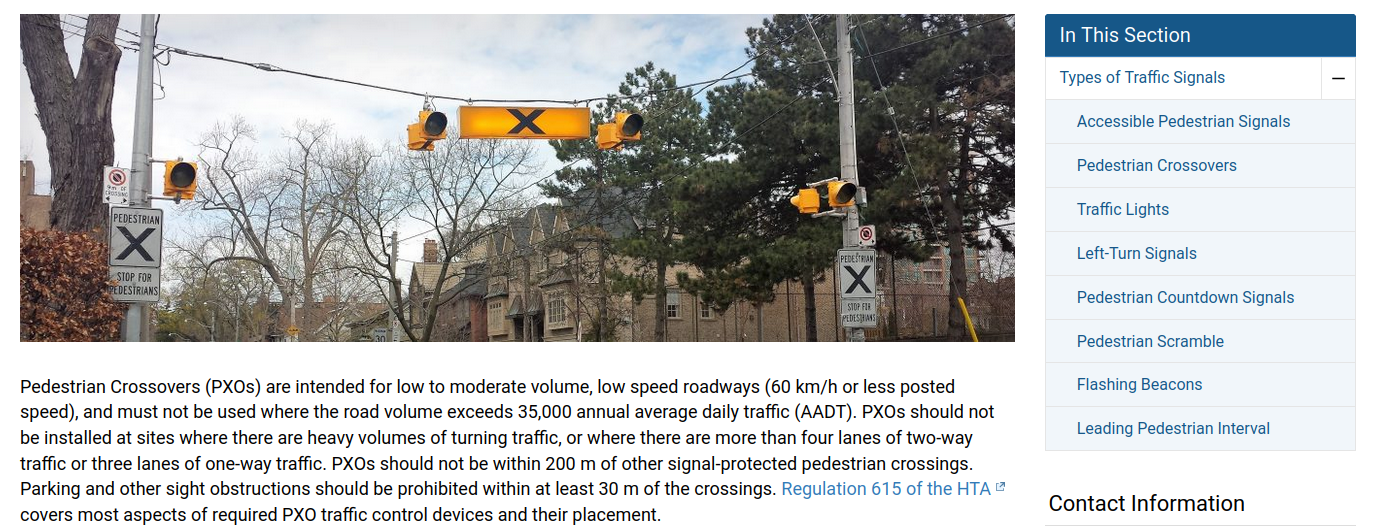 X
9 m OF
CROSSING
PEDESTRIAN
X
STOP FOR
PEDESTRIANS
PEDESTRIAN
X
STOP FOR
PEDESTRIANS
30
Pedestrian Crossovers (PXOs) are intended for low to moderate volume, low speed roadways (60 km/h or less posted
speed), and must not be used where the road volume exceeds 35,000 annual average daily traffic (AADT). PXOs should not
be installed at sites where there are heavy volumes of turning traffic, or where there are more than four lanes of two-way
traffic or three lanes of one-way traffic. PXOs should not be within 200 m of other signal-protected pedestrian crossings.
Parking and other sight obstructions should be prohibited within at least 30 m of the crossings. Regulation 615 of the HTA
covers most aspects of required PXO traffic control devices and their placement.
In This Section
Types of Traffic Signals
Accessible Pedestrian Signals
Pedestrian Crossovers
Traffic Lights
Left-Turn Signals
Pedestrian Countdown Signals
Pedestrian Scramble
Flashing Beacons
Leading Pedestrian Interval
Contact Information